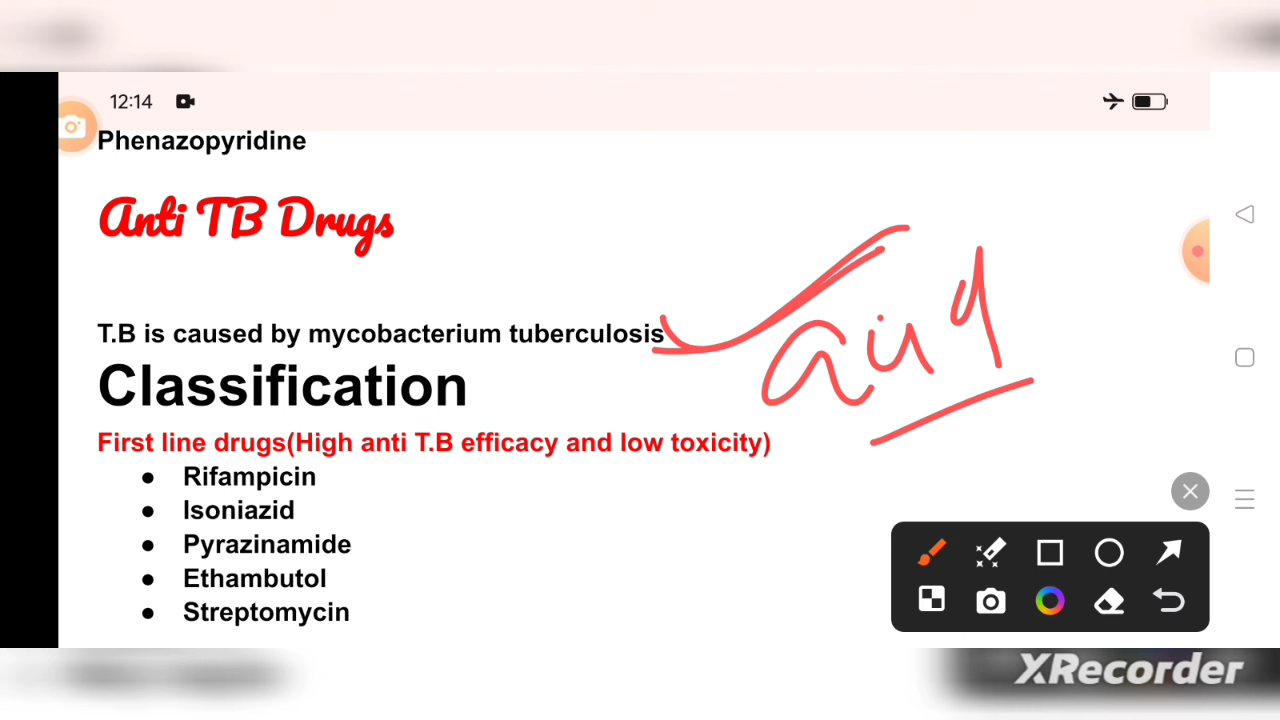 12:14
Phenazopyridine
Anti TB Drugs
T.B is caused by mycobacterium tuberculosis
Classification
First line drugs(High anti T.B efficacy and low toxicity)
● Rifampicin
● Isoniazid
● Pyrazinamide
● Ethambutol
● Streptomycin
XRecorder